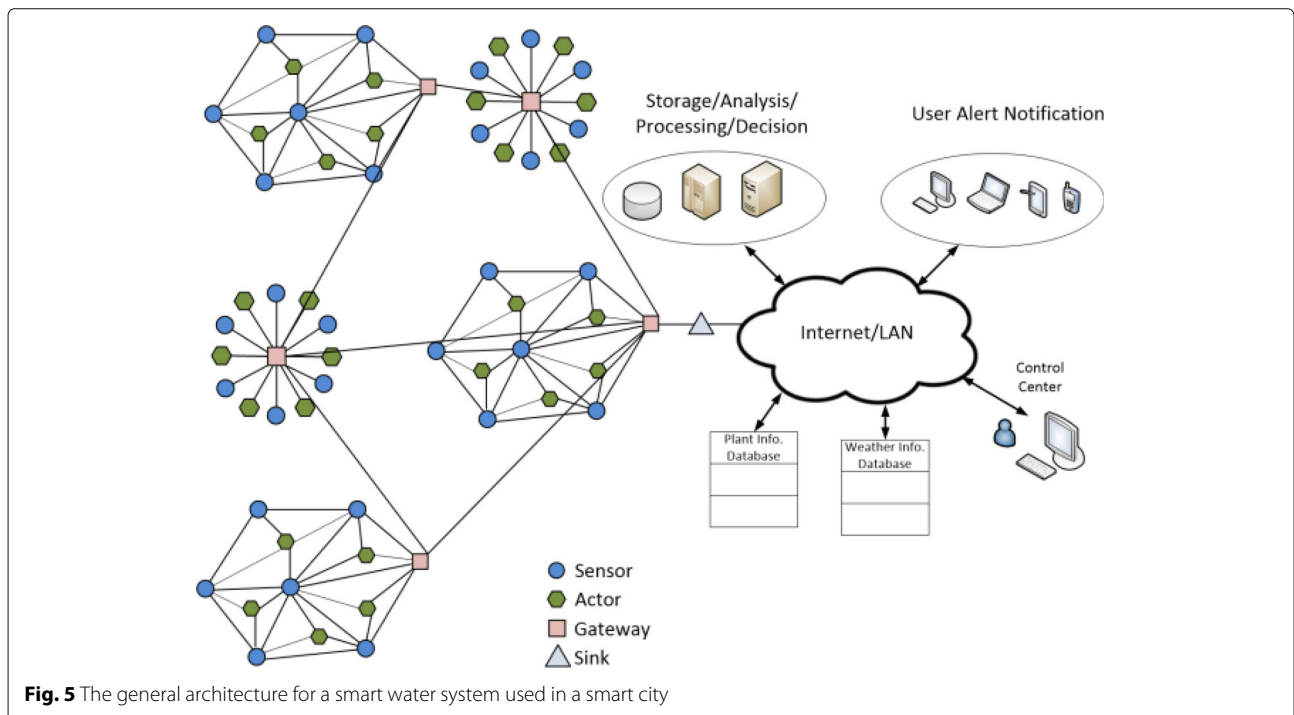 Storage/Analysis/
Processing/Decision
User Alert Notification
Internet/LAN
Control
Center
Plant Info.
Database
Weather Info.
Database
Sensor
Actor
Gateway
Sink
Fig. 5 The general architecture for a smart water system used in a smart city